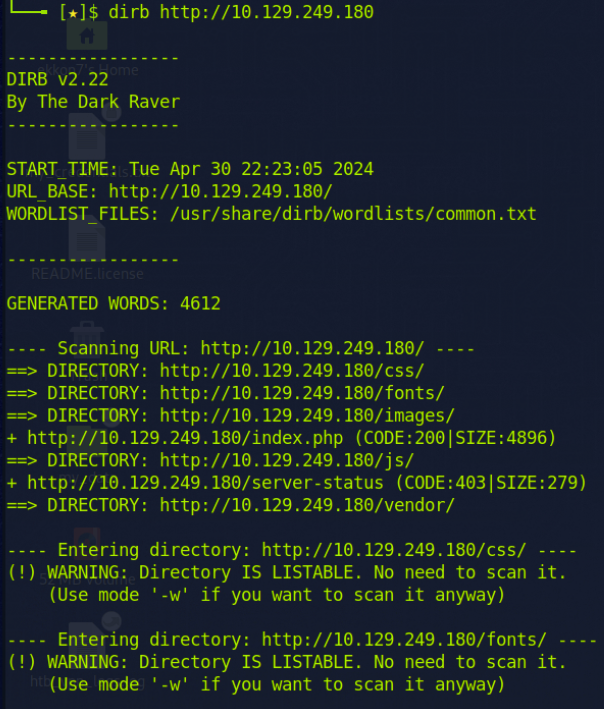 └──╼ [★]$ dirb http://10.129.249.180
-----------------
DIRB v2.22
By The Dark Raver
-----------------
START_TIME: Tue Apr 30 22:23:05 2024
URL_BASE: http://10.129.249.180/
WORDLIST_FILES: /usr/share/dirb/wordlists/common.txt
-----------------
README.license
GENERATED WORDS: 4612
---- Scanning URL: http://10.129.249.180/ ----
==> DIRECTORY: http://10.129.249.180/css/
==> DIRECTORY: http://10.129.249.180/fonts/
==> DIRECTORY: http://10.129.249.180/images/
+ http://10.129.249.180/index.php (CODE:200|SIZE:4896)
==> DIRECTORY: http://10.129.249.180/js/
+ http://10.129.249.180/server-status (CODE:403|SIZE:279)
==> DIRECTORY: http://10.129.249.180/vendor/
---- Entering directory: http://10.129.249.180/css/ ----
(!) WARNING: Directory IS LISTABLE. No need to scan it.
    (Use mode '-w' if you want to scan it anyway)
---- Entering directory: http://10.129.249.180/fonts/ ----
(!) WARNING: Directory IS LISTABLE. No need to scan it.
    (Use mode '-w' if you want to scan it anyway)